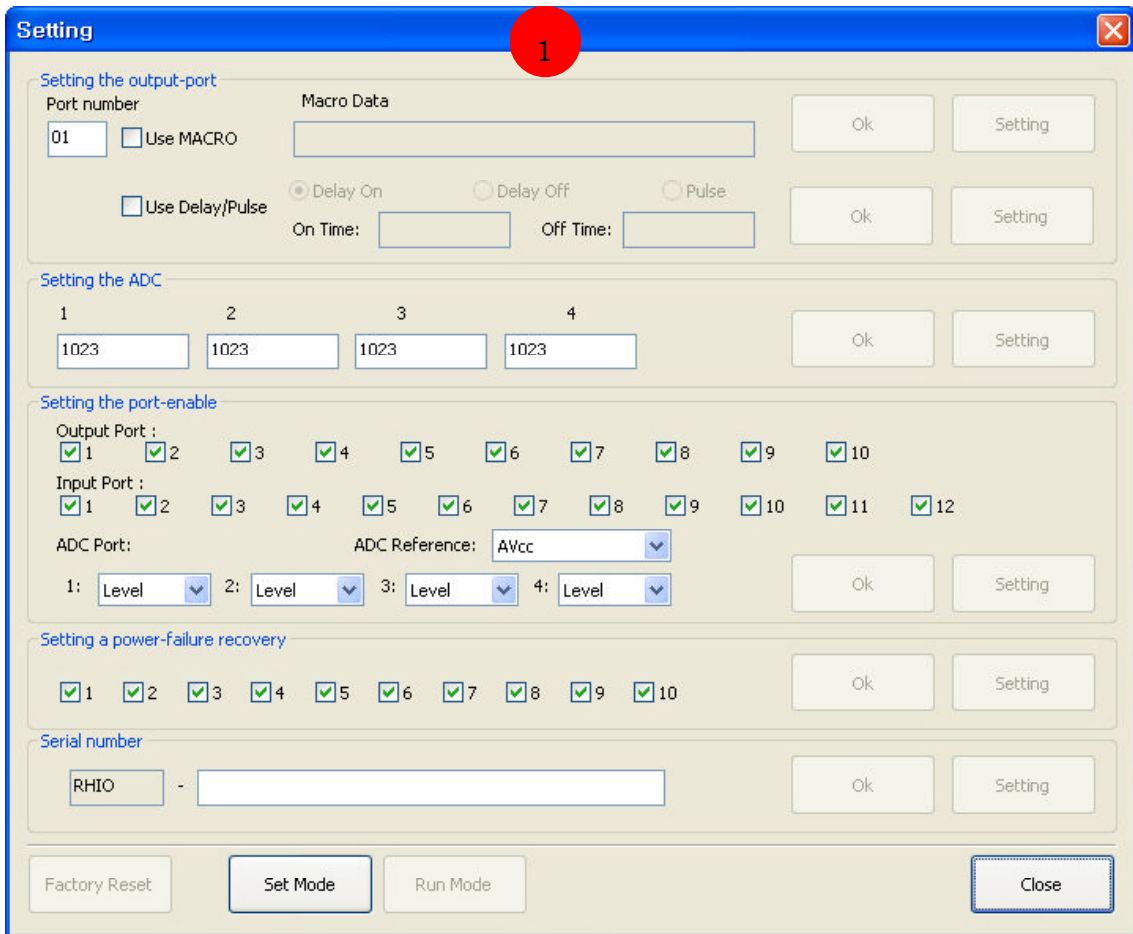 Setting
1
Setting the output-port
Port number Macro Data
01 Use MACRO Ok Setting
Delay On Delay Off Pulse
Use Delay/Pulse Ok Setting
On Time: Off Time:
Setting the ADC
1 2 3 4
1023 1023 1023 1023 Ok Setting
Setting the port-enable
Output Port :
1 2 3 4 5 6 7 8 9 10
Input Port :
1 2 3 4 5 6 7 8 9 10 11 12
ADC Port: ADC Reference: AVcc
1: Level 2: Level 3: Level 4: Level Ok Setting
Setting a power-failure recovery
1 2 3 4 5 6 7 8 9 10 Ok Setting
Serial number
RHIO - Ok Setting
Factory Reset Set Mode Run Mode Close